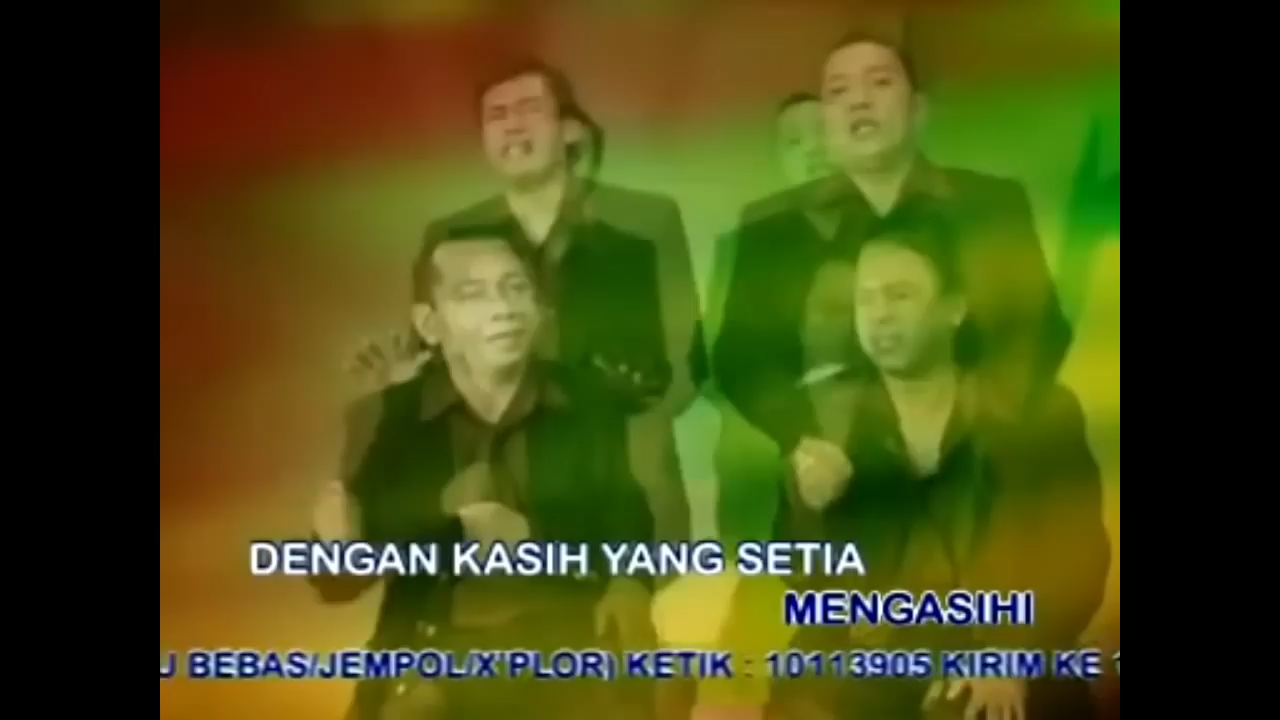 DENGAN KASIH YANG SETIA
MENGASIHI
BEBAS/JEMPOL/X'PLOR) KETIK : 10113905 KIRIM KE